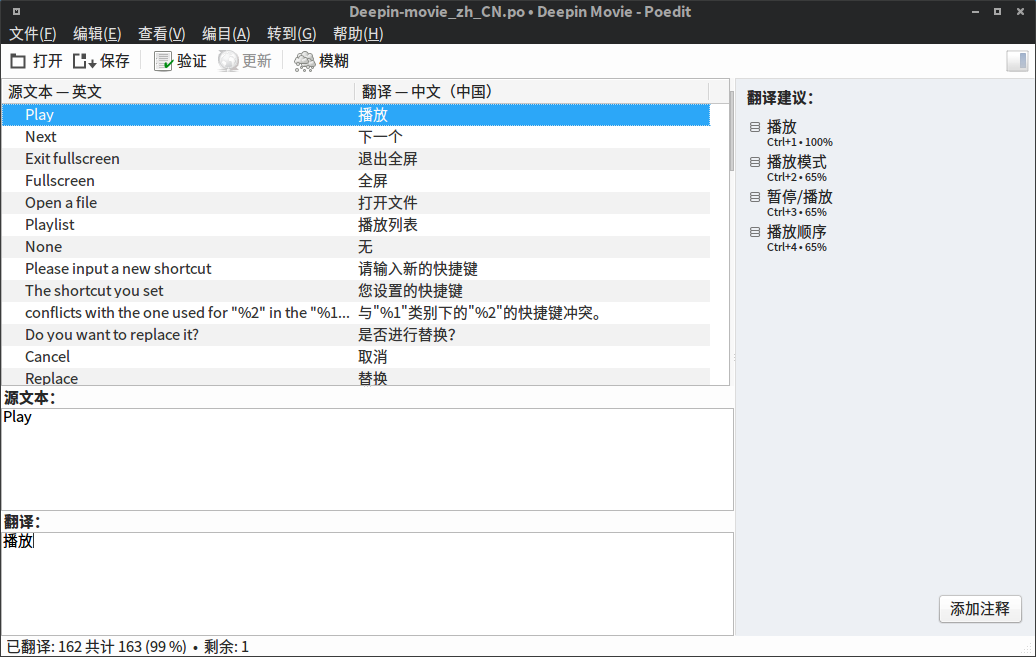 Deepin-movie_zh_CN.po • Deepin Movie - Poedit
文件(F) 编辑(E) 查看(V) 编目(A) 转到(G) 帮助(H)
打开 保存 验证 更新 模糊
源文本 — 英文 翻译 — 中文（中国）
Play 播放
Next 下一个
Exit fullscreen 退出全屏
Fullscreen 全屏
Open a file 打开文件
Playlist 播放列表
None 无
Please input a new shortcut 请输入新的快捷键
The shortcut you set 您设置的快捷键
conflicts with the one used for "%2" in the "%1... 与"%1"类别下的"%2"的快捷键冲突。
Do you want to replace it? 是否进行替换?
Cancel 取消
Replace 替换
源文本：
Play
翻译：
播放
翻译建议：
播放
Ctrl+1 • 100%
播放模式
Ctrl+2 • 65%
暂停/播放
Ctrl+3 • 65%
播放顺序
Ctrl+4 • 65%
添加注释
已翻译: 162 共计 163 (99 %) • 剩余: 1